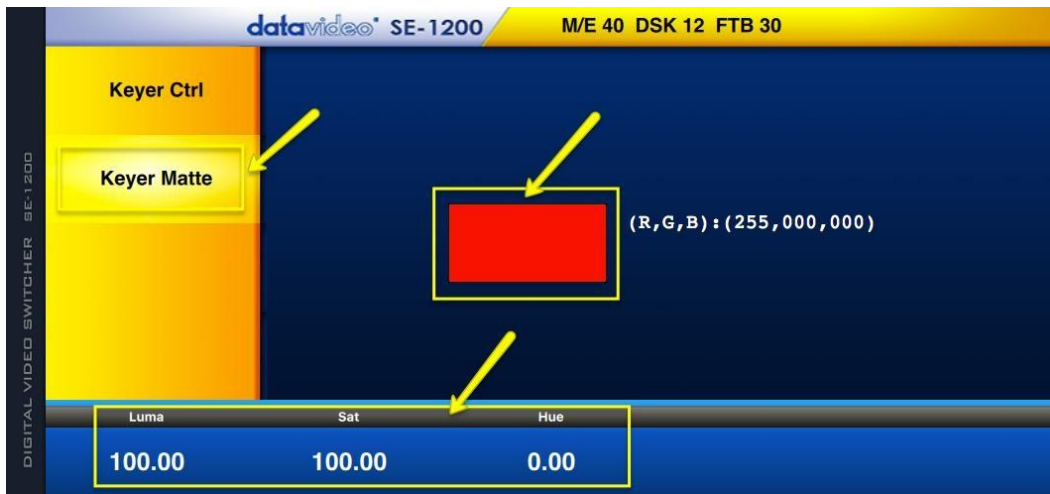 datavideo SE-1200
M/E 40 DSK 12 FTB 30
Keyer Ctrl
Keyer Matte
(R,G,B):(255,000,000)
Luma Sat Hue
100.00 100.00 0.00
DIGITAL VIDEO SWITCHER SE-1200